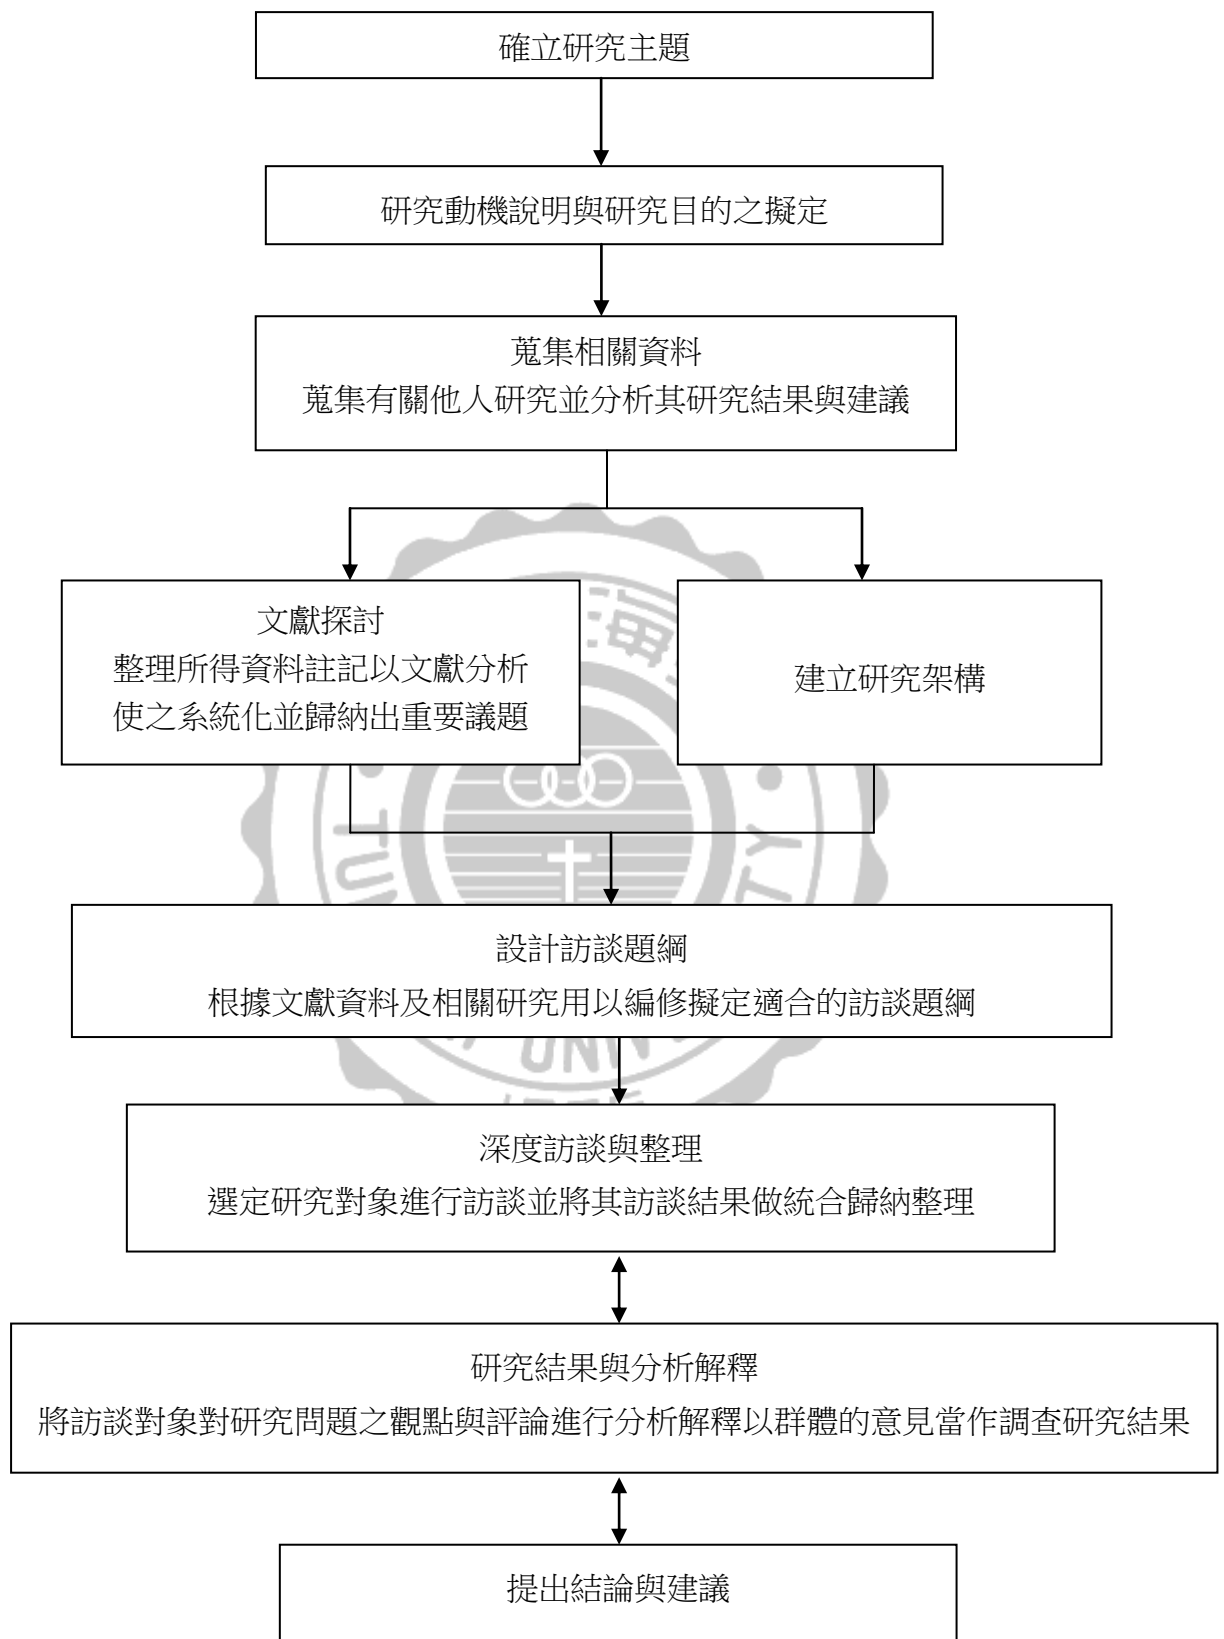 確立研究主題
研究動機說明與研究目的之擬定
蒐集相關資料
蒐集有關他人研究並分析其研究結果與建議
文獻探討
整理所得資料註記以文獻分析
使之系統化並歸納出重要議題
建立研究架構
設計訪談題綱
根據文獻資料及相關研究用以編修擬定適合的訪談題綱
深度訪談與整理
選定研究對象進行訪談並將其訪談結果做統合歸納整理
研究結果與分析解釋
將訪談對象對研究問題之觀點與評論進行分析解釋以群體的意見當作調查研究結果
提出結論與建議